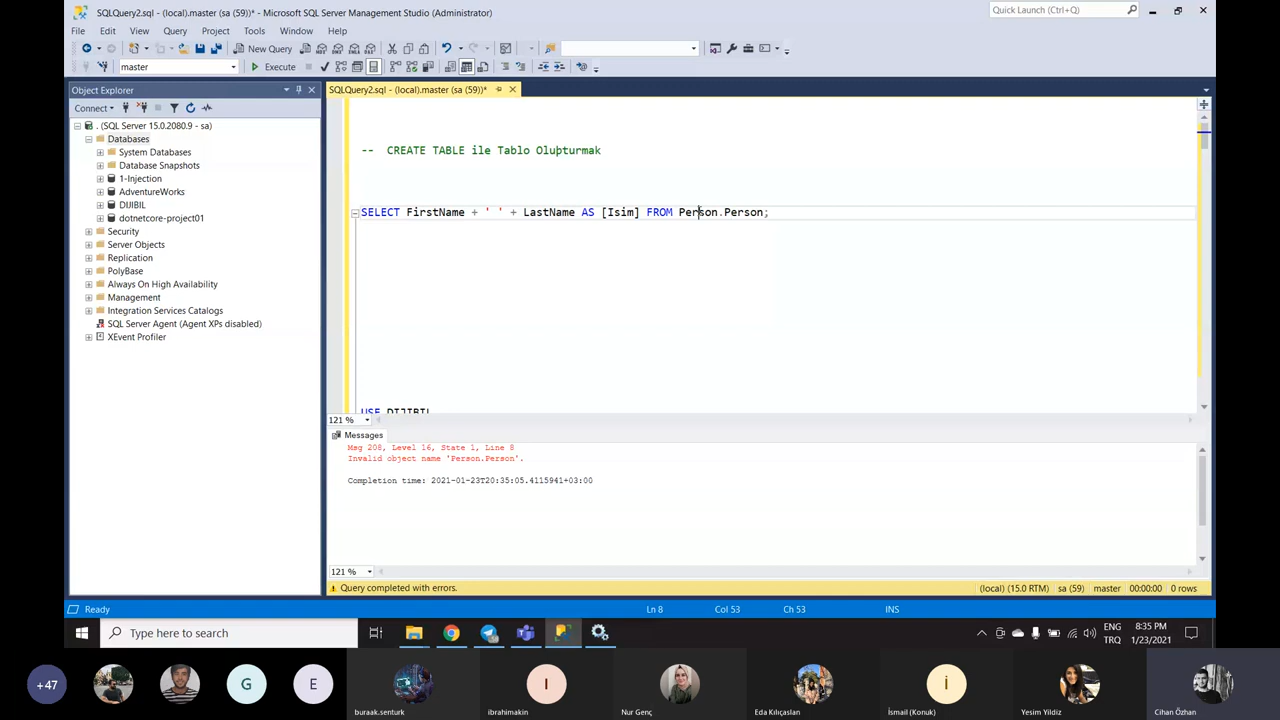 SQLQuery2.sql - (local).master (sa (59))* - Microsoft SQL Server Management Studio (Administrator)
Quick Launch (Ctrl+Q)
File Edit View Query Project Tools Window Help
New Query
master
Execute
Object Explorer
SQLQuery2.sql - (local).master (sa (59))*
Connect
. (SQL Server 15.0.2080.9 - sa)
Databases
System Databases
Database Snapshots
1-Injection
AdventureWorks
DIJIBIL
dotnetcore-project01
Security
Server Objects
Replication
PolyBase
Always On High Availability
Management
Integration Services Catalogs
SQL Server Agent (Agent XPs disabled)
XEvent Profiler
-- CREATE TABLE ile Tablo Oluþturmak
SELECT FirstName + ' ' + LastName AS [Isim] FROM Person.Person;
USE DIJIBIL
121 %
Messages
Msg 208, Level 16, State 1, Line 8
Invalid object name 'Person.Person'.
Completion time: 2021-01-23T20:35:05.4115941+03:00
121 %
Query completed with errors.
(local) (15.0 RTM) sa (59) master 00:00:00 0 rows
Ready
Ln 8 Col 53 Ch 53 INS
Type here to search
ENG
TRQ
8:35 PM
1/23/2021
+47
G
E
I
İ
buraak.senturk
ibrahimakin
Nur Genç
Eda Kılıçaslan
İsmail (Konuk)
Yesim Yildiz
Cihan Özhan